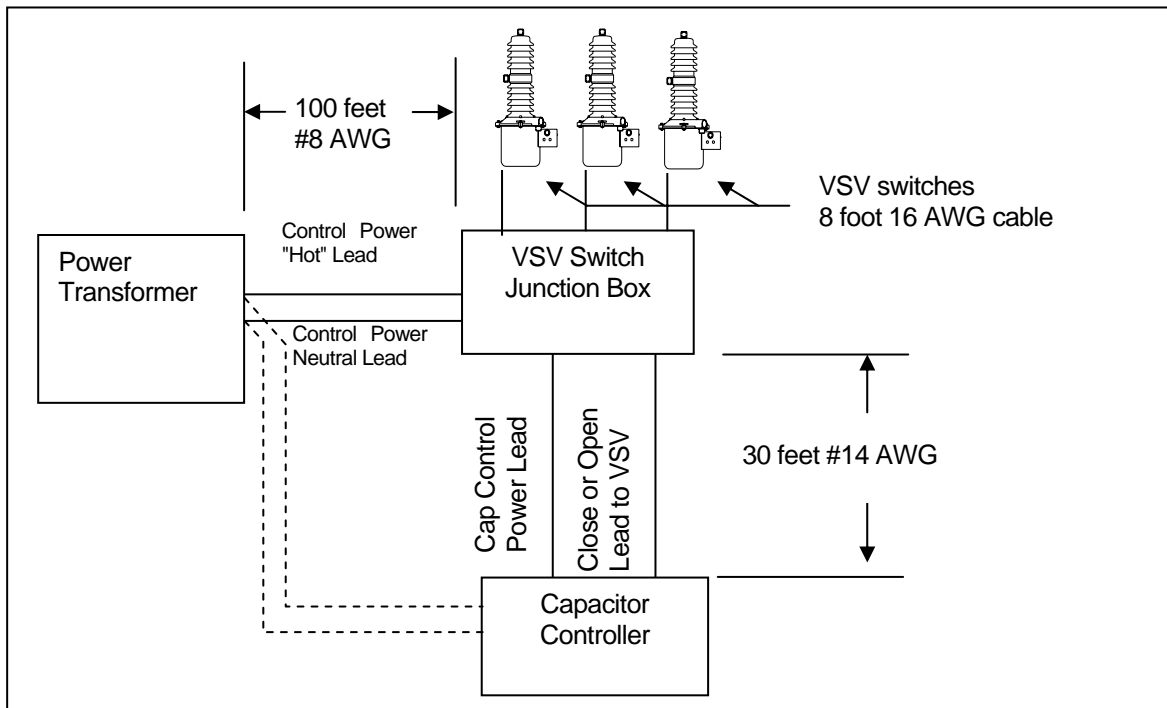 100 feet
#8 AWG
VSV switches
8 foot 16 AWG cable
Control Power
"Hot" Lead
Power
Transformer
VSV Switch
Junction Box
Control Power
Neutral Lead
Cap Control
Power Lead
Close or Open
Lead to VSV
30 feet #14 AWG
Capacitor
Controller